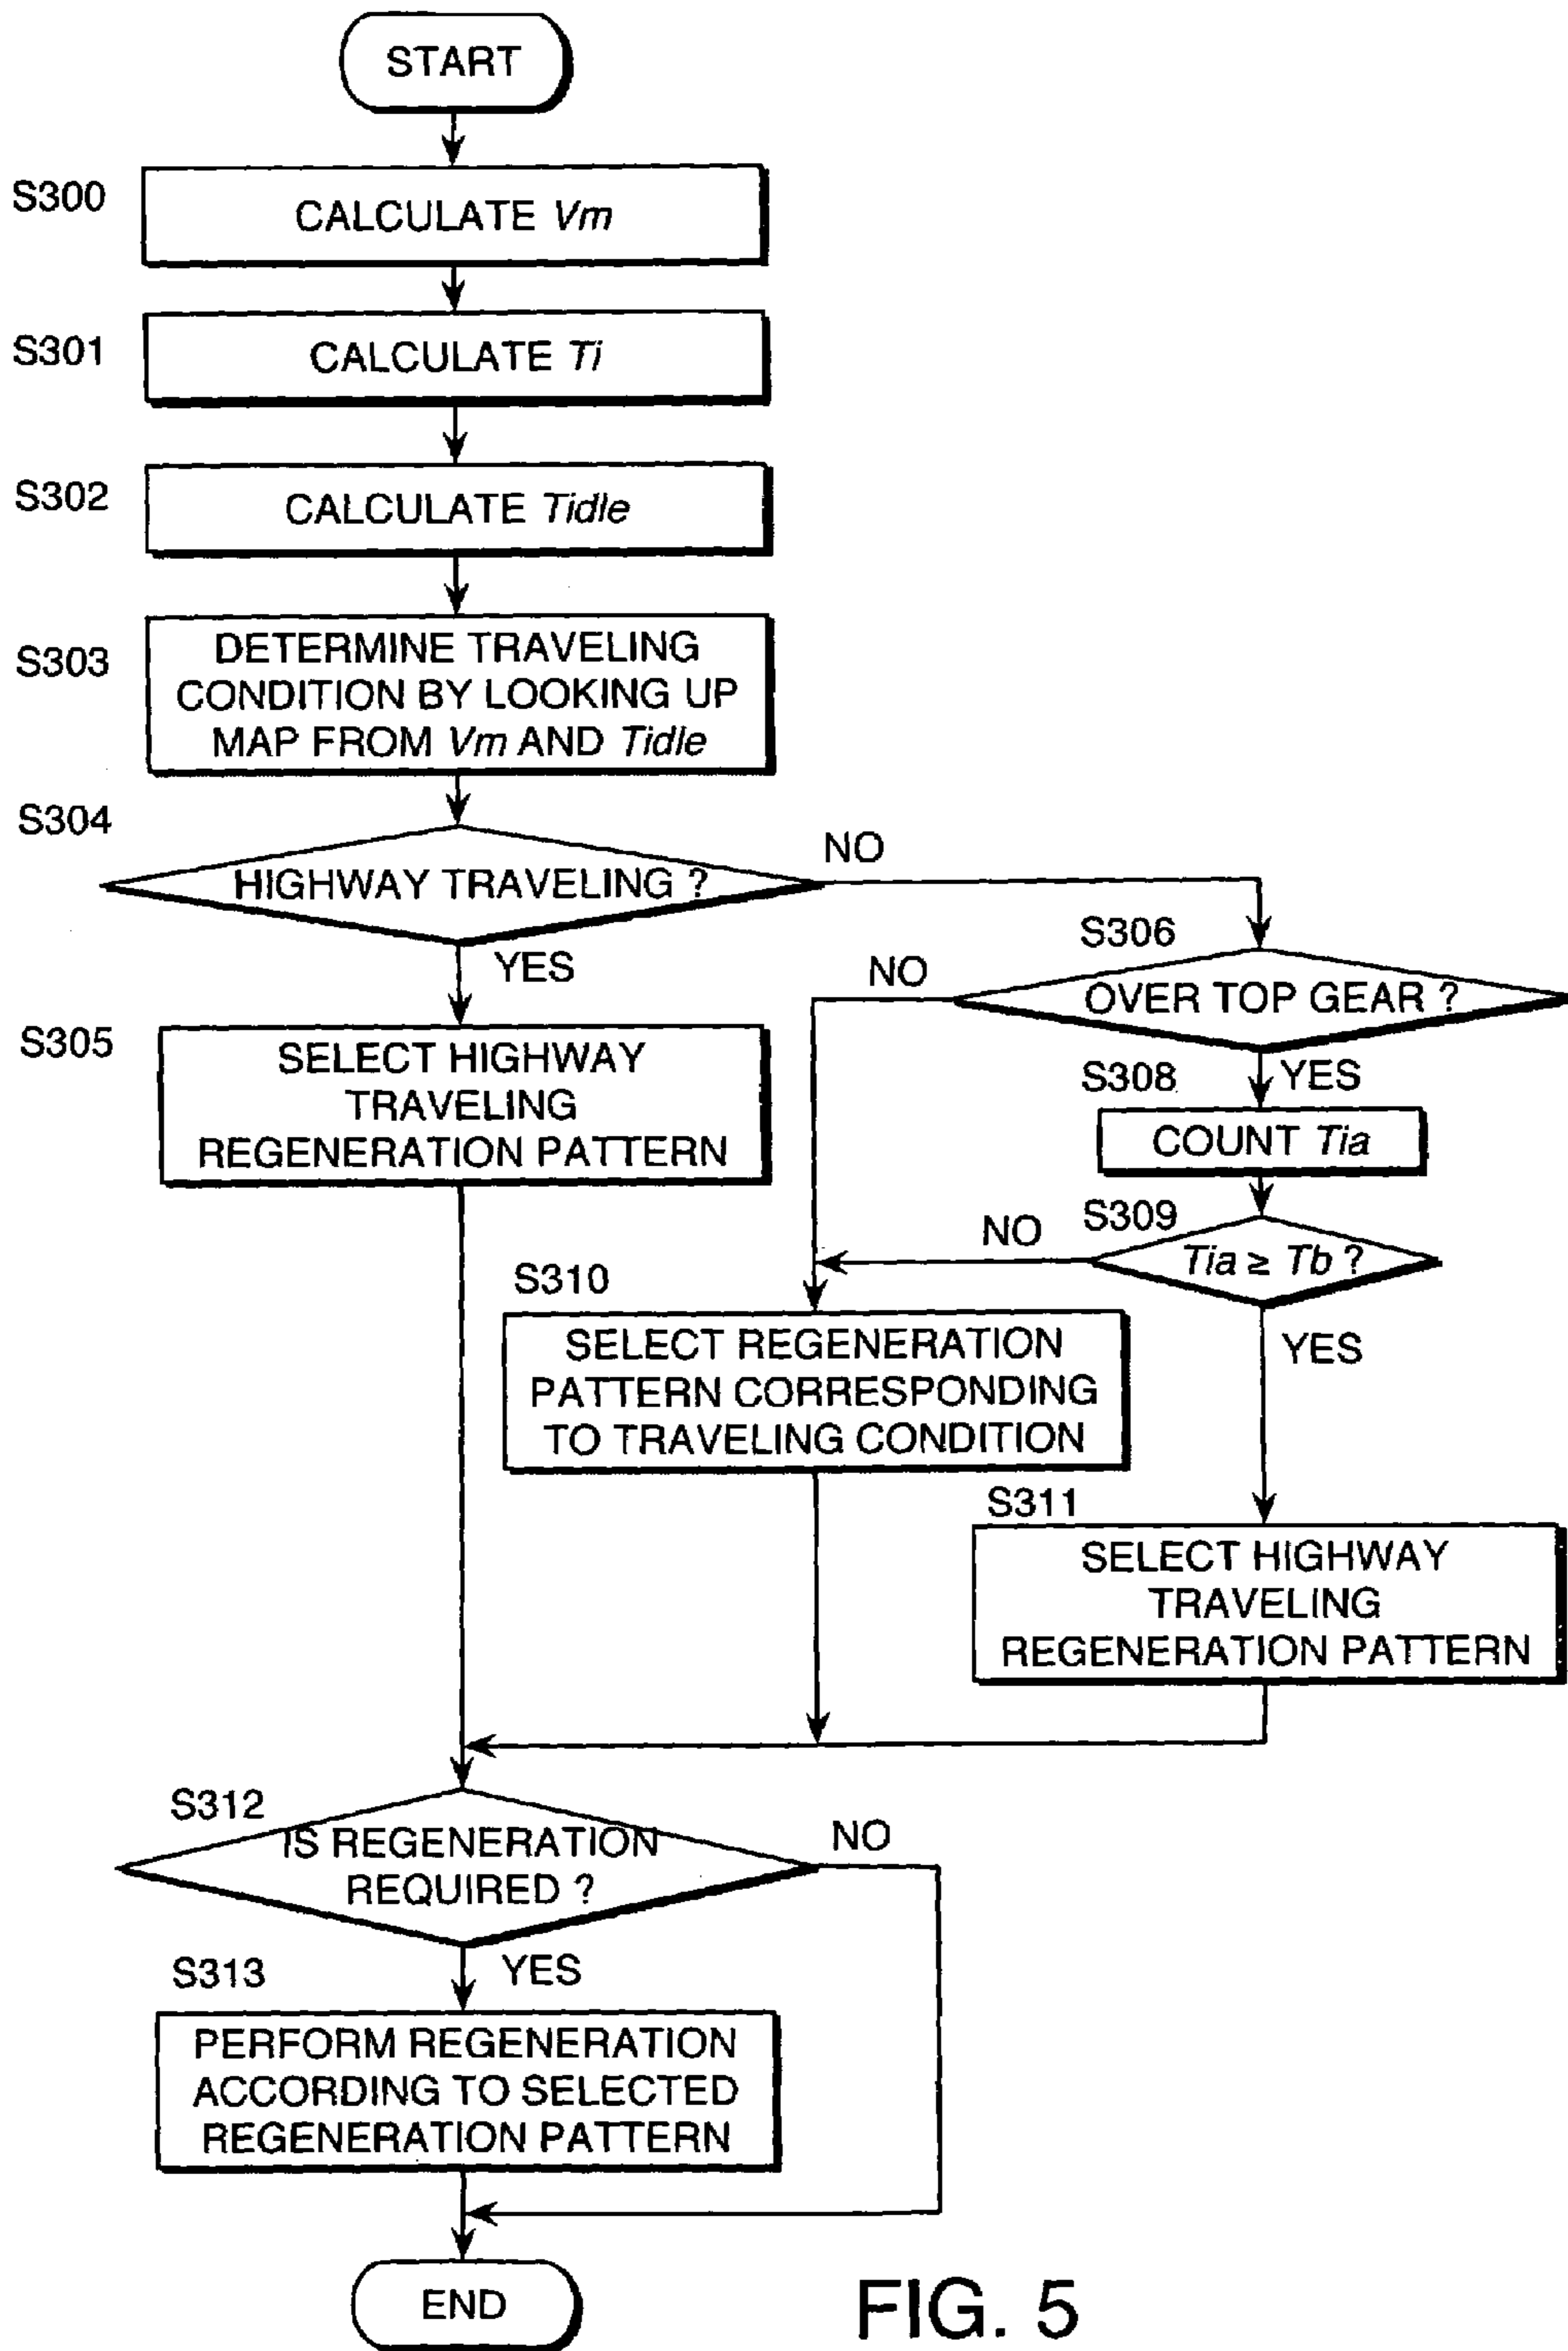 START
S300
CALCULATE Vm
S301
CALCULATE Ti
S302
CALCULATE Tidle
S303
DETERMINE TRAVELING
CONDITION BY LOOKING UP
MAP FROM Vm AND Tidle
S304
HIGHWAY TRAVELING ?
NO
YES
S305
SELECT HIGHWAY
TRAVELING
REGENERATION PATTERN
S306
OVER TOP GEAR ?
NO
YES
S308
COUNT Tia
S309
Tia ≥ Tb ?
NO
YES
S310
SELECT REGENERATION
PATTERN CORRESPONDING
TO TRAVELING CONDITION
S311
SELECT HIGHWAY
TRAVELING
REGENERATION PATTERN
S312
IS REGENERATION
REQUIRED ?
NO
YES
S313
PERFORM REGENERATION
ACCORDING TO SELECTED
REGENERATION PATTERN
END
FIG. 5